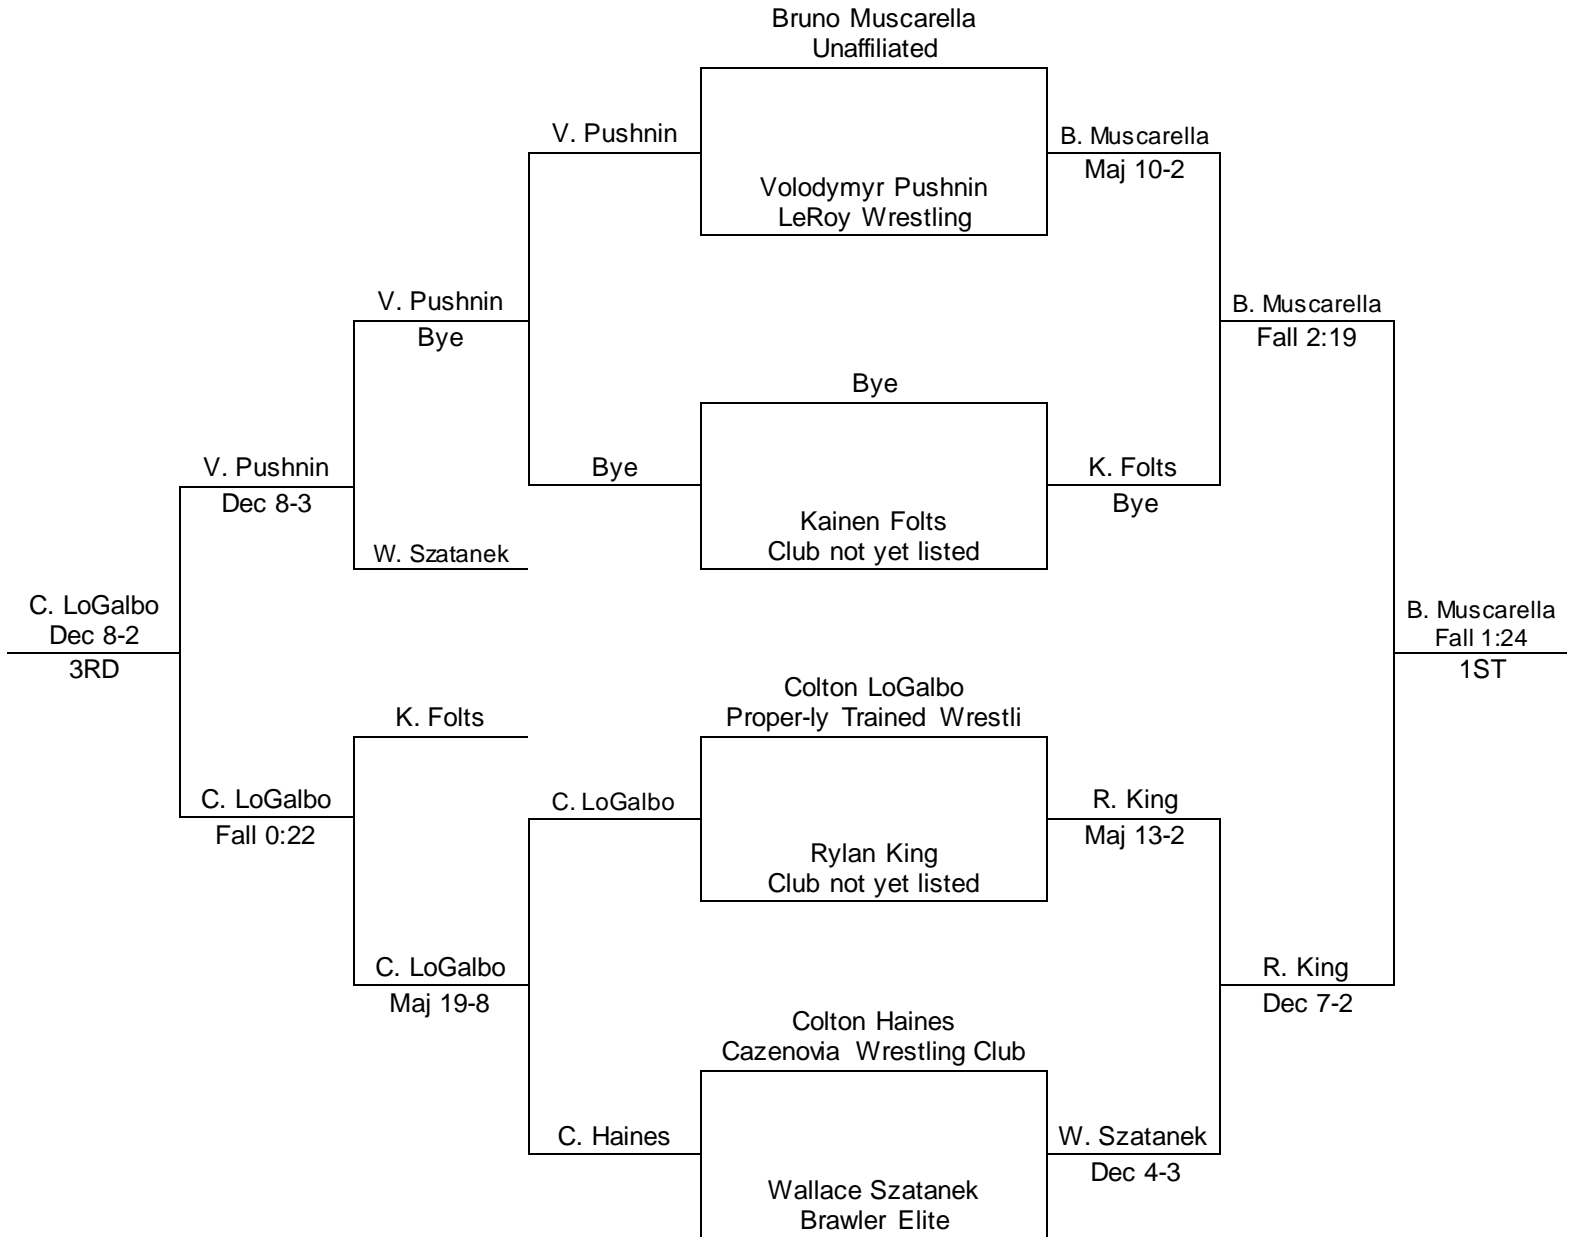 Bruno Muscarella
Unaffiliated
V. Pushnin
B. Muscarella
Maj 10-2
Volodymyr Pushnin
LeRoy Wrestling
V. Pushnin
Bye
B. Muscarella
Fall 2:19
Bye
V. Pushnin
Dec 8-3
Bye
K. Folts
Bye
Kainen Folts
Club not yet listed
W. Szatanek
C. LoGalbo
Dec 8-2
3RD
B. Muscarella
Fall 1:24
1ST
Colton LoGalbo
Proper-ly Trained Wrestli
K. Folts
C. LoGalbo
Fall 0:22
C. LoGalbo
R. King
Maj 13-2
Rylan King
Club not yet listed
C. LoGalbo
Maj 19-8
R. King
Dec 7-2
Colton Haines
Cazenovia Wrestling Club
C. Haines
W. Szatanek
Dec 4-3
Wallace Szatanek
Brawler Elite